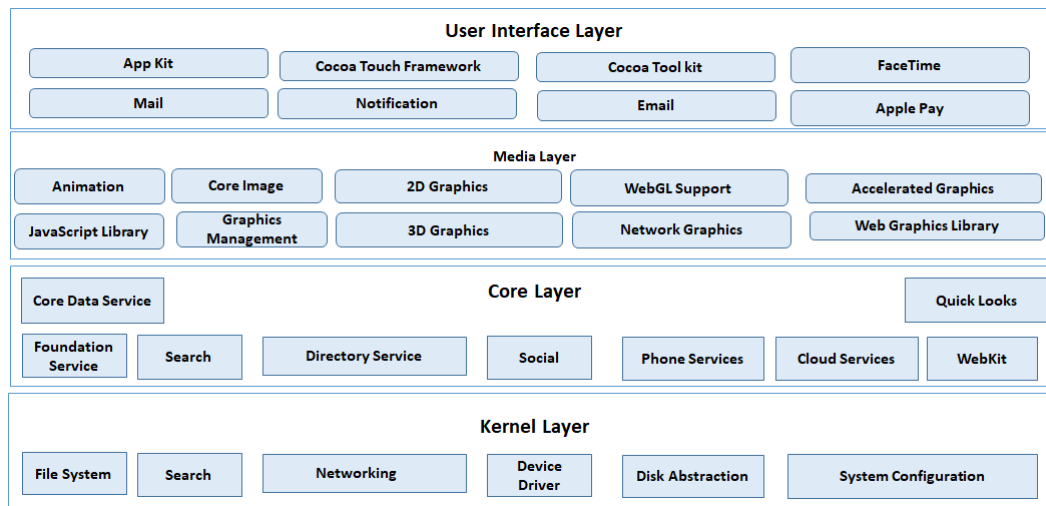 User Interface Layer
App Kit
Cocoa Touch Framework
Cocoa Tool kit
FaceTime
Mail
Notification
Email
Apple Pay
Media Layer
Animation
Core Image
2D Graphics
WebGL Support
Accelerated Graphics
JavaScript Library
Graphics
Management
3D Graphics
Network Graphics
Web Graphics Library
Core Layer
Core Data Service
Quick Looks
Foundation
Service
Search
Directory Service
Social
Phone Services
Cloud Services
WebKit
Kernel Layer
File System
Search
Networking
Device
Driver
Disk Abstraction
System Configuration